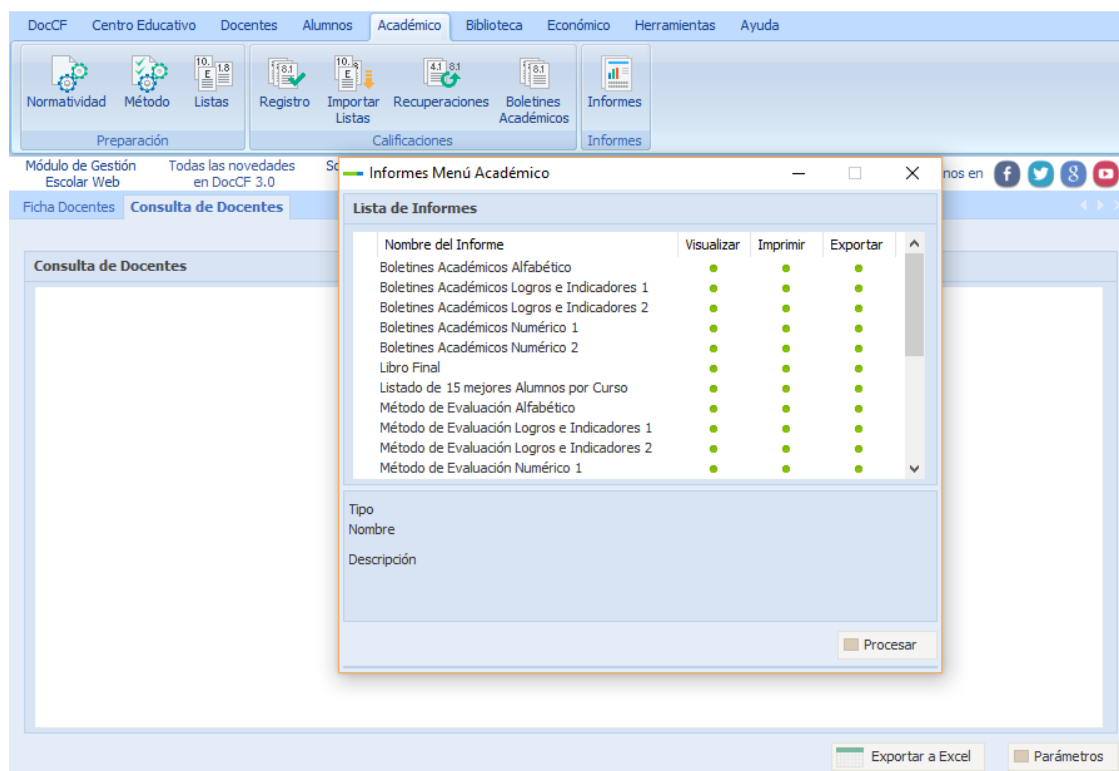 DocCF Centro Educativo Docentes Alumnos Académico Biblioteca Económico Herramientas Ayuda
Normatividad Método Listas Registro Importar Listas Recuperaciones Boletines Académicos Informes
Preparación Calificaciones Informes
Módulo de Gestión Escolar Web Todas las novedades en DocCF 3.0 nos en
Ficha Docentes Consulta de Docentes
Consulta de Docentes
Informes Menú Académico
Lista de Informes
Nombre del Informe Visualizar Imprimir Exportar
Boletines Académicos Alfabético
Boletines Académicos Logros e Indicadores 1
Boletines Académicos Logros e Indicadores 2
Boletines Académicos Numérico 1
Boletines Académicos Numérico 2
Libro Final
Listado de 15 mejores Alumnos por Curso
Método de Evaluación Alfabético
Método de Evaluación Logros e Indicadores 1
Método de Evaluación Logros e Indicadores 2
Método de Evaluación Numérico 1
Tipo
Nombre
Descripción
Procesar
Exportar a Excel Parámetros